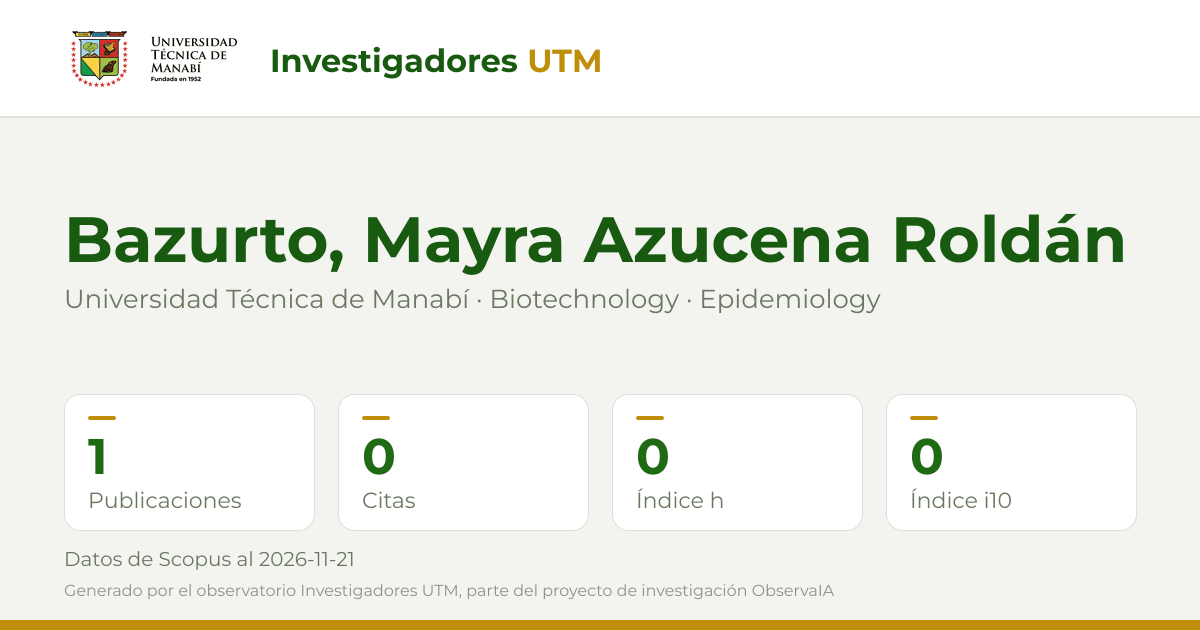 UNIVERSIDAD
TÉCNICA DE
MANABÍ
Fundada en 1952
Investigadores UTM
Bazurto, Mayra Azucena Roldán
Universidad Técnica de Manabí · Biotechnology · Epidemiology
1
Publicaciones
0
Citas
0
Índice h
0
Índice i10
Datos de Scopus al 2026-11-21
Generado por el observatorio Investigadores UTM, parte del proyecto de investigación ObservaIA